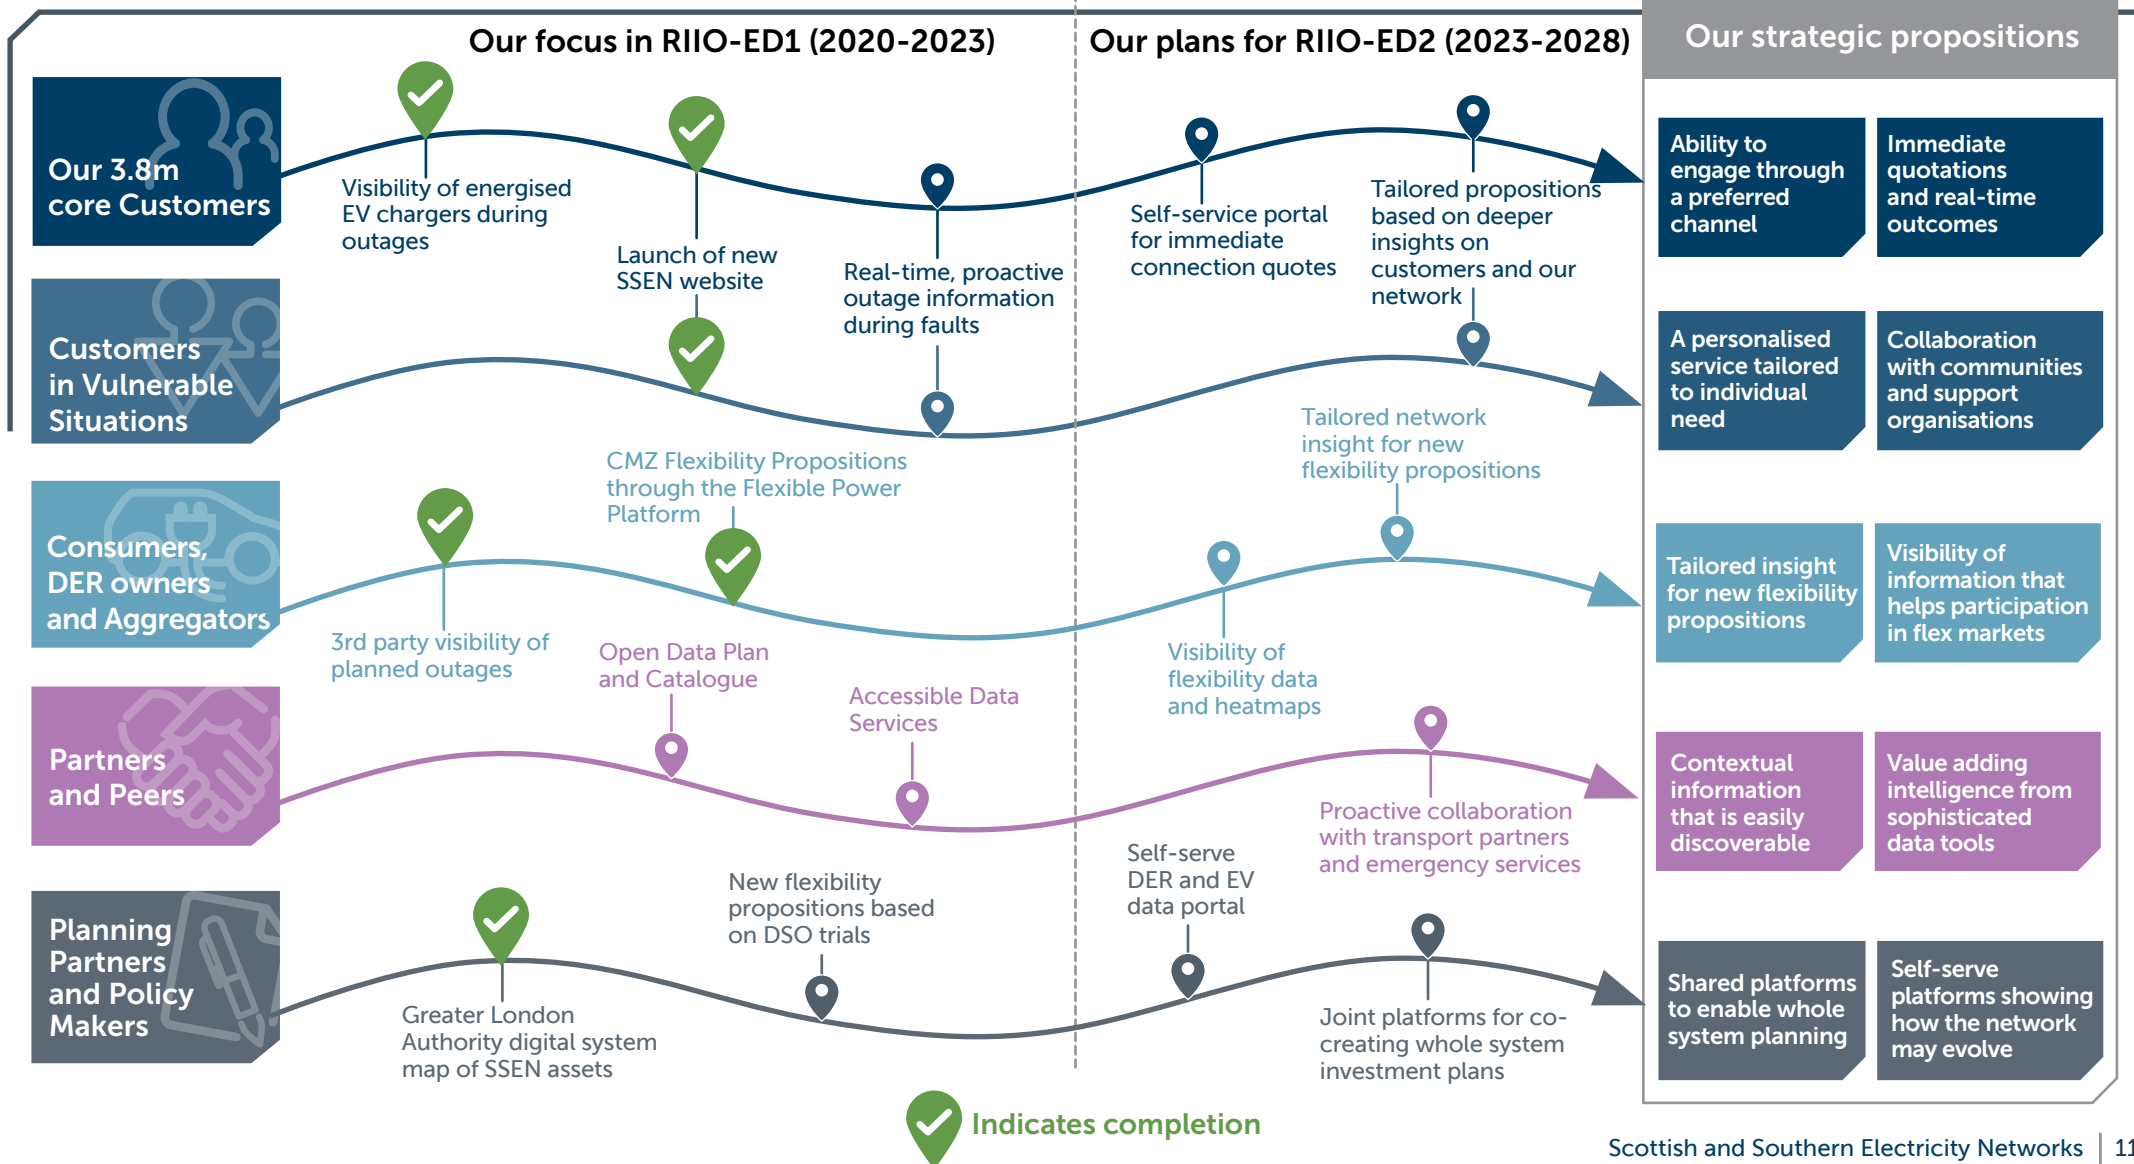 Our focus in RIIO-ED1 (2020-2023)
Our plans for RIIO-ED2 (2023-2028)
Our strategic propositions
Our 3.8m
core Customers
Visibility of energised
EV chargers during
outages
Launch of new
SSEN website
Real-time, proactive
outage information
during faults
Self-service portal
for immediate
connection quotes
Tailored propositions
based on deeper
insights on
customers and our
network
Ability to
engage through
a preferred
channel
Immediate
quotations
and real-time
outcomes
Customers
in Vulnerable
Situations
A personalised
service tailored
to individual
need
Collaboration
with communities
and support
organisations
Consumers,
DER owners
and Aggregators
3rd party visibility of
planned outages
CMZ Flexibility Propositions
through the Flexible Power
Platform
Visibility of
flexibility data
and heatmaps
Tailored network
insight for new
flexibility propositions
Tailored insight
for new flexibility
propositions
Visibility of
information that
helps participation
in flex markets
Partners
and Peers
Open Data Plan
and Catalogue
Accessible Data
Services
Proactive collaboration
with transport partners
and emergency services
Contextual
information
that is easily
discoverable
Value adding
intelligence from
sophisticated
data tools
Planning
Partners
and Policy
Makers
Greater London
Authority digital system
map of SSEN assets
New flexibility
propositions based
on DSO trials
Self-serve
DER and EV
data portal
Joint platforms for co-
creating whole system
investment plans
Shared platforms
to enable whole
system planning
Self-serve
platforms showing
how the network
may evolve
Indicates completion
Scottish and Southern Electricity Networks | 11